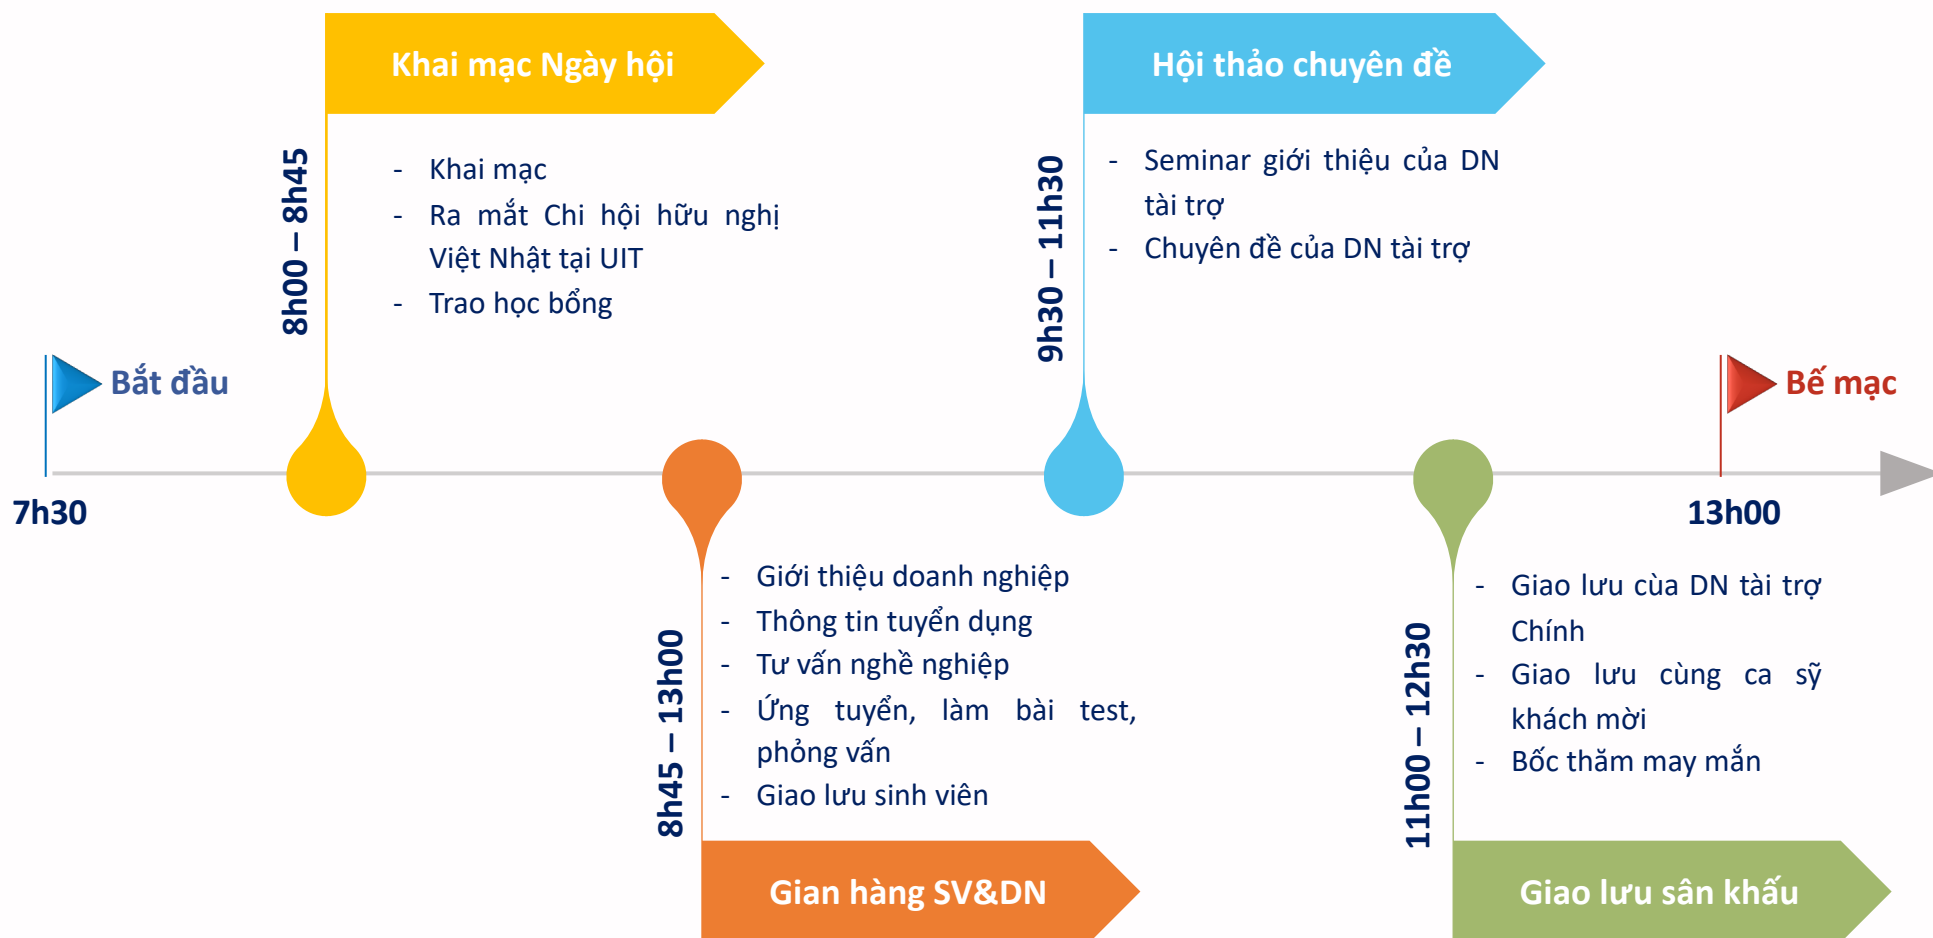 Khai mạc Ngày hội
8h00 – 8h45
- Khai mạc
- Ra mắt Chi hội hữu nghị
Việt Nhật tại UIT
- Trao học bổng
Hội thảo chuyên đề
9h30 – 11h30
- Seminar giới thiệu của DN
tài trợ
- Chuyên đề của DN tài trợ
Bắt đầu
7h30
Bế mạc
13h00
8h45 – 13h00
- Giới thiệu doanh nghiệp
- Thông tin tuyển dụng
- Tư vấn nghề nghiệp
- Ứng tuyển, làm bài test,
phỏng vấn
- Giao lưu sinh viên
Gian hàng SV&DN
11h00 – 12h30
- Giao lưu cùa DN tài trợ
Chính
- Giao lưu cùng ca sỹ
khách mời
- Bốc thăm may mắn
Giao lưu sân khấu